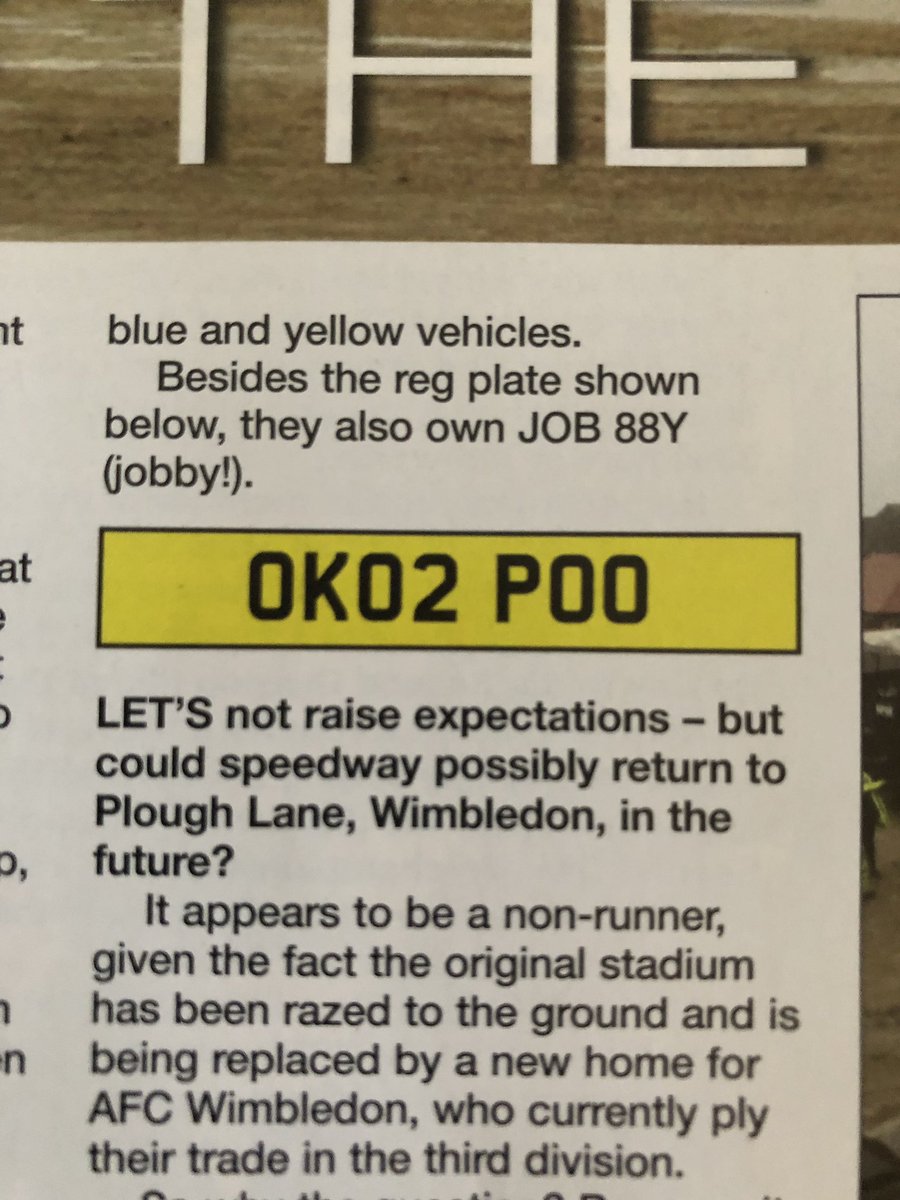 THE
blue and yellow vehicles.
Besides the reg plate shown
below, they also own JOB 88Y
(jobby!).
OK02 POO
LET'S not raise expectations – but
could speedway possibly return to
Plough Lane, Wimbledon, in the
future?
It appears to be a non-runner,
given the fact the original stadium
has been razed to the ground and is
being replaced by a new home for
AFC Wimbledon, who currently ply
their trade in the third division.